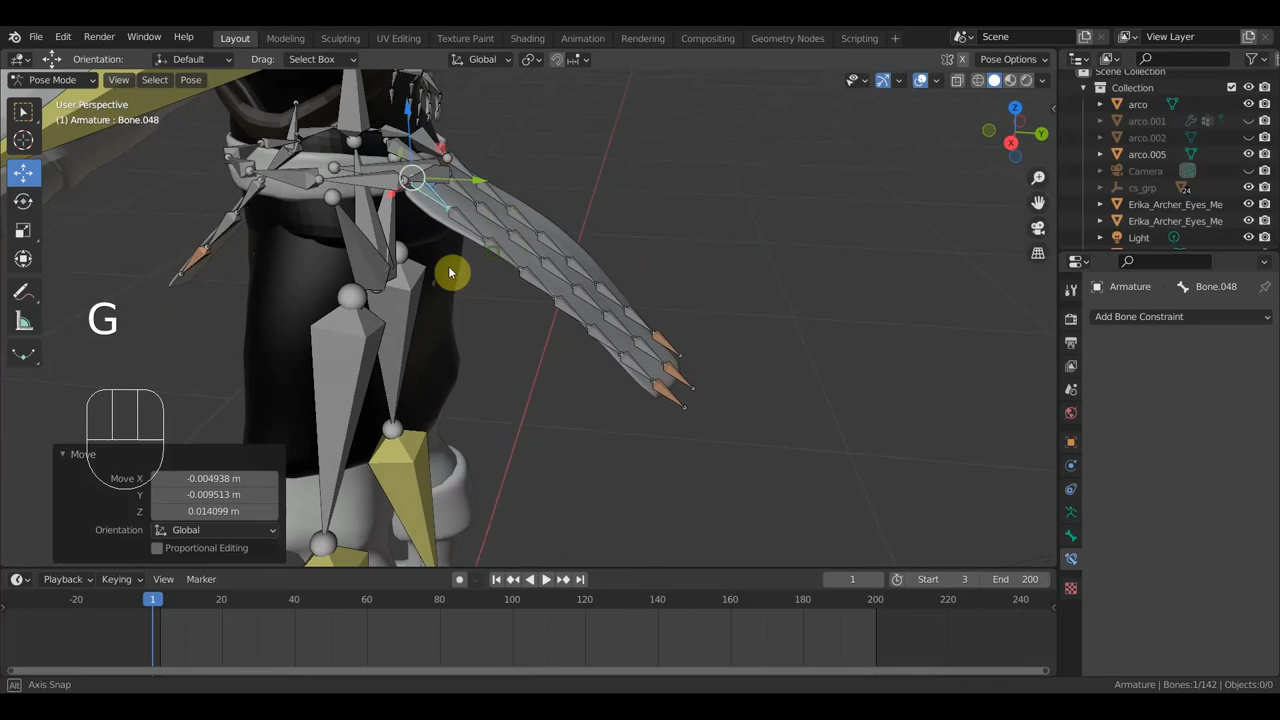 File Edit Render Window Help Layout Modeling Sculpting UV Editing Texture Paint Shading Animation Rendering Compositing Geometry Nodes Scripting + Scene View Layer
Orientation: Default Drag: Select Box Global Pose Options
Pose Mode View Select Pose
Scene Collection
User Perspective
(1) Armature : Bone.048
Collection
arco
arco.001
arco.002
arco.005
Camera
cs_grp 24
Erika_Archer_Eyes_Me
Erika_Archer_Eyes_Me
Light
Z
Y
X
Armature Bone.048
Add Bone Constraint
G
Move
Move X -0.004938 m
Y -0.009513 m
Z 0.014099 m
Orientation Global
Proportional Editing
Playback Keying View Marker 1 Start 3 End 200
-20 1 20 40 60 80 100 120 140 160 180 200 220 240
Alt Axis Snap Armature | Bones:1/142 | Objects:0/0